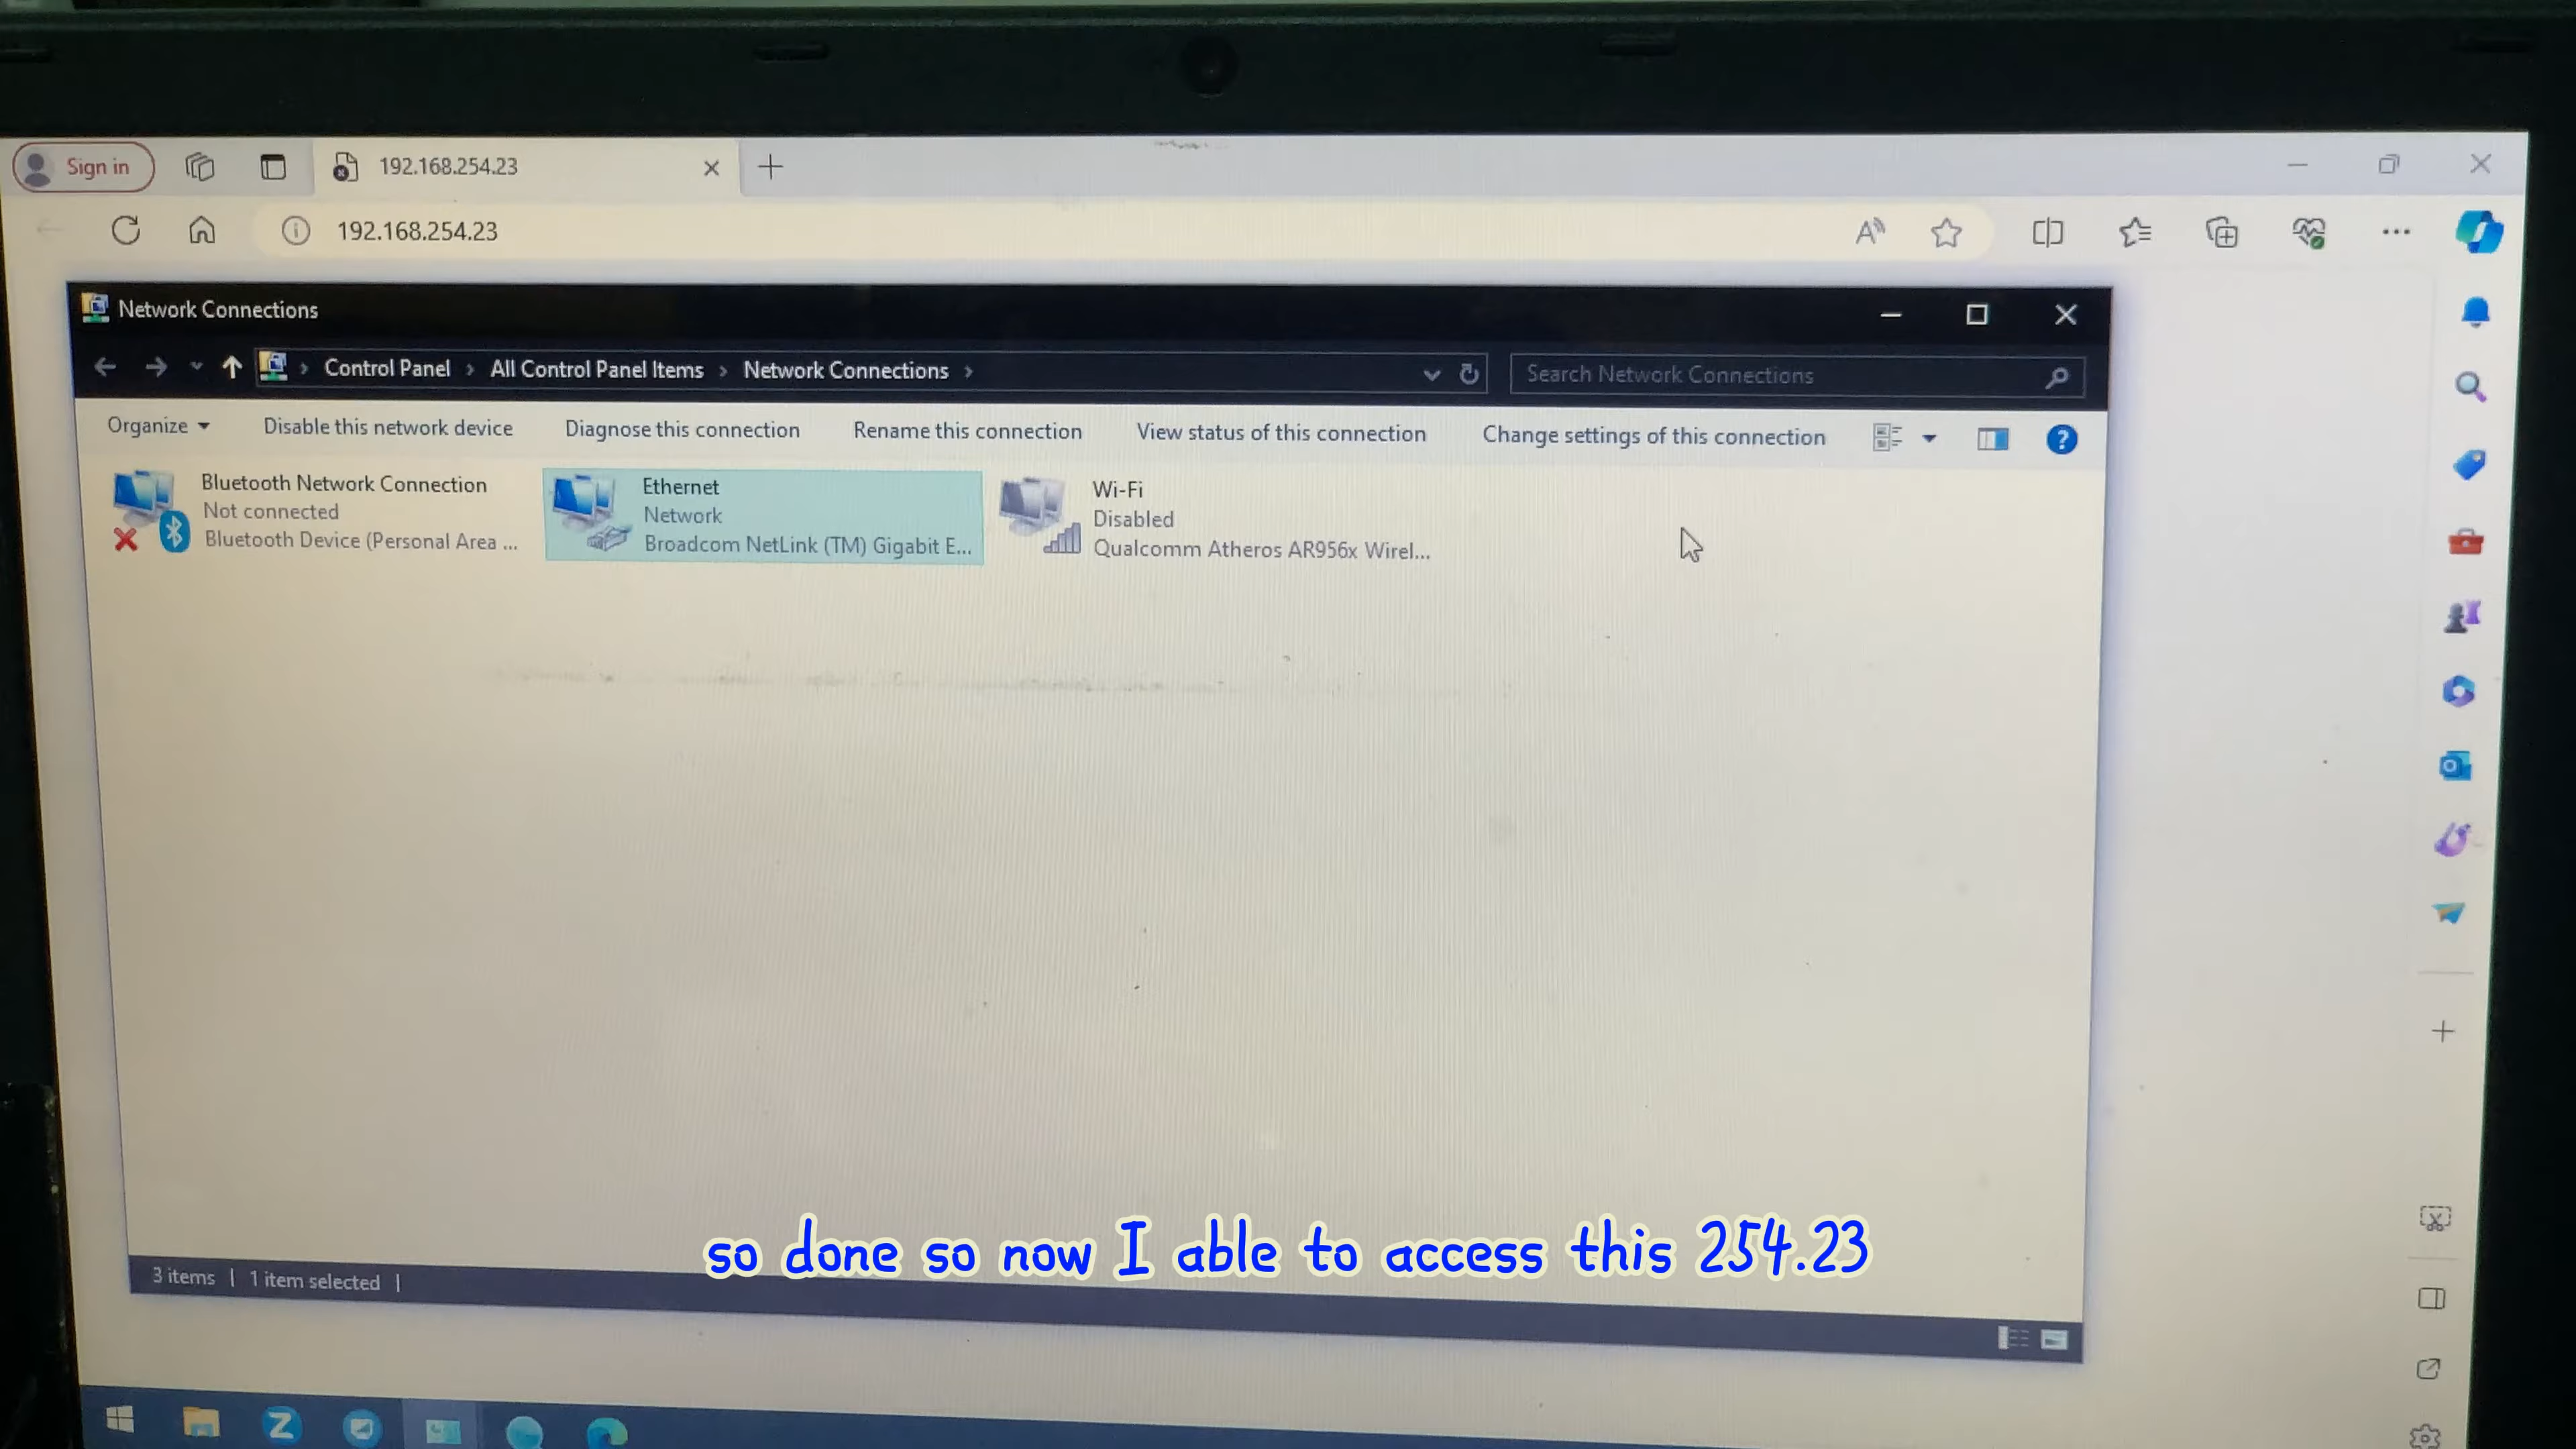 Sign in
192.168.254.23
192.168.254.23
Network Connections
Control Panel > All Control Panel Items > Network Connections >
Search Network Connections
Organize
Disable this network device
Diagnose this connection
Rename this connection
View status of this connection
Change settings of this connection
Bluetooth Network Connection
Not connected
Bluetooth Device (Personal Area ...
Ethernet
Network
Broadcom NetLink (TM) Gigabit E...
Wi-Fi
Disabled
Qualcomm Atheros AR956x Wirel...
so done so now I able to access this 254.23
3 items | 1 item selected |